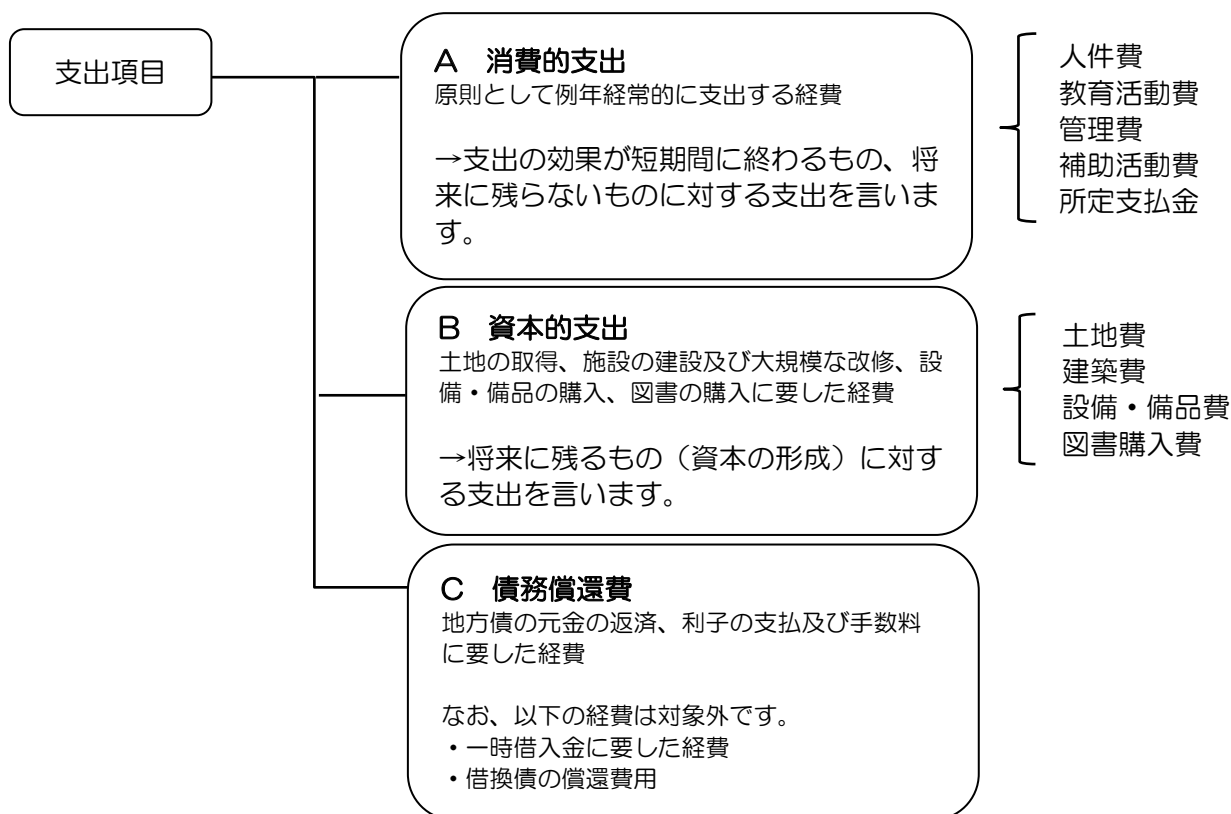 支出項目
A 消費的支出
原則として例年経常的に支出する経費
→支出の効果が短期間に終わるもの、将
来に残らないものに対する支出を言いま
す。
人件費
教育活動費
管理費
補助活動費
所定支払金
B 資本的支出
土地の取得、施設の建設及び大規模な改修、設
備・備品の購入、図書の購入に要した経費
→将来に残るもの（資本の形成）に対す
る支出を言います。
土地費
建築費
設備・備品費
図書購入費
C 債務償還費
地方債の元金の返済、利子の支払及び手数料
に要した経費
なお、以下の経費は対象外です。
・一時借入金に要した経費
・借換債の償還費用